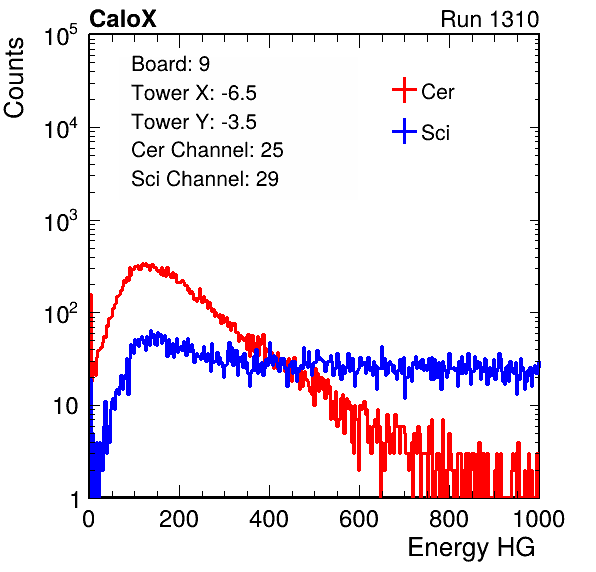 CaloX Run 1310
Counts
Board: 9
Tower X: -6.5
Tower Y: -3.5
Cer Channel: 25
Sci Channel: 29
Cer
Sci
10^5
10^4
10^3
10^2
10
1
0 200 400 600 800 1000
Energy HG